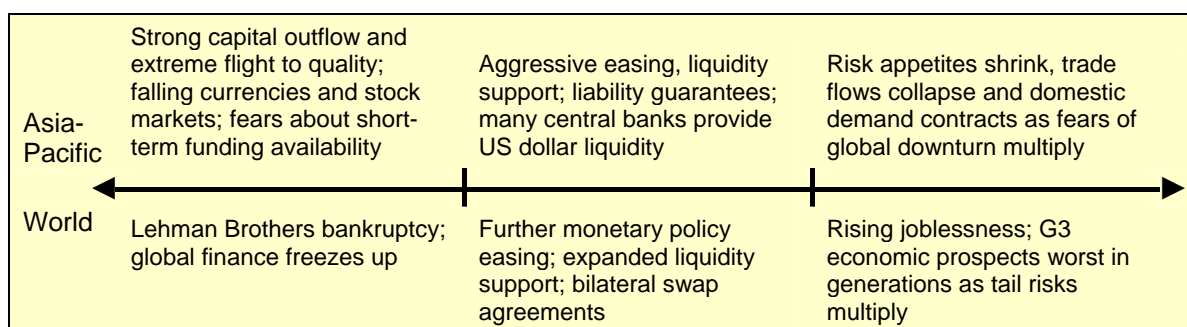 Asia-
Pacific
Strong capital outflow and
extreme flight to quality;
falling currencies and stock
markets; fears about short-
term funding availability
Aggressive easing, liquidity
support; liability guarantees;
many central banks provide
US dollar liquidity
Risk appetites shrink, trade
flows collapse and domestic
demand contracts as fears of
global downturn multiply
World
Lehman Brothers bankruptcy;
global finance freezes up
Further monetary policy
easing; expanded liquidity
support; bilateral swap
agreements
Rising joblessness; G3
economic prospects worst in
generations as tail risks
multiply